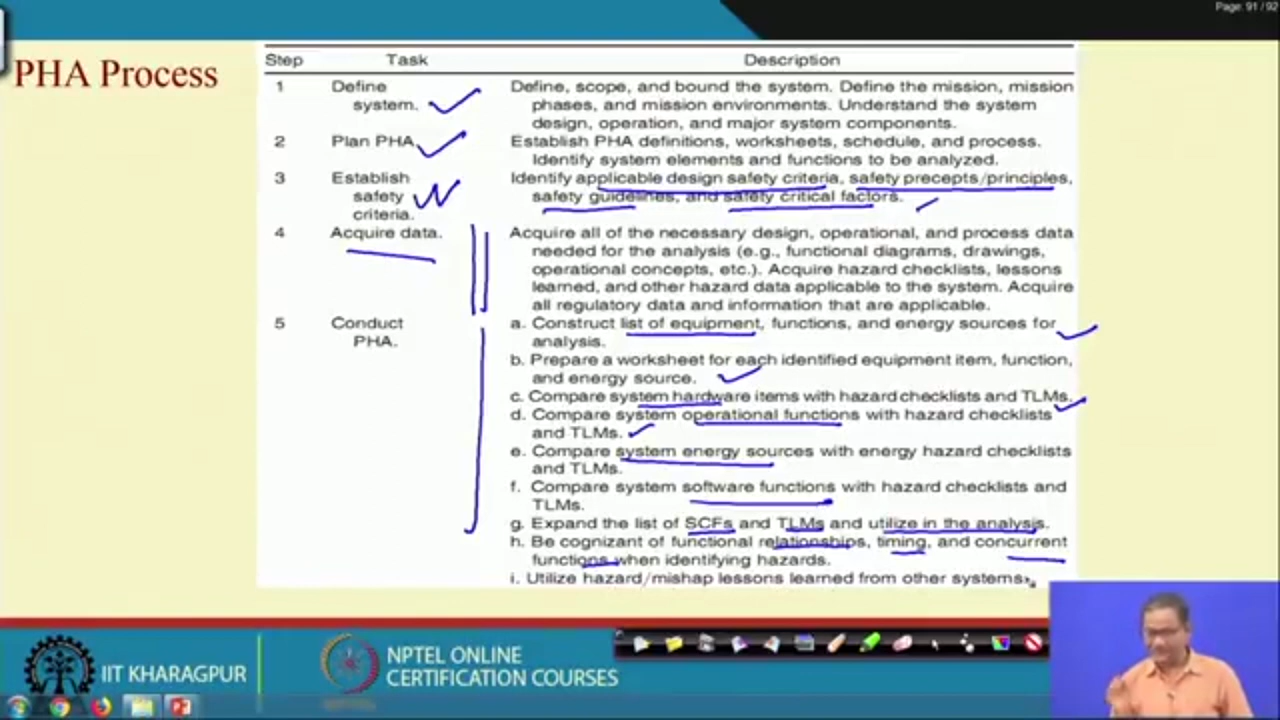 Page: 91 / 92
PHA Process
Step Task Description
1 Define Define, scope, and bound the system. Define the mission, mission
system. phases, and mission environments. Understand the system
design, operation, and major system components.
2 Plan PHA. Establish PHA definitions, worksheets, schedule, and process.
Identify system elements and functions to be analyzed.
3 Establish Identify applicable design safety criteria, safety precepts/principles,
safety safety guidelines, and safety critical factors.
criteria.
4 Acquire data. Acquire all of the necessary design, operational, and process data
needed for the analysis (e.g., functional diagrams, drawings,
operational concepts, etc.). Acquire hazard checklists, lessons
learned, and other hazard data applicable to the system. Acquire
all regulatory data and information that are applicable.
5 Conduct a. Construct list of equipment, functions, and energy sources for
PHA. analysis.
b. Prepare a worksheet for each identified equipment item, function,
and energy source.
c. Compare system hardware items with hazard checklists and TLMs.
d. Compare system operational functions with hazard checklists
and TLMs.
e. Compare system energy sources with energy hazard checklists
and TLMs.
f. Compare system software functions with hazard checklists and
TLMs.
g. Expand the list of SCFs and TLMs and utilize in the analysis.
h. Be cognizant of functional relationships, timing, and concurrent
functions when identifying hazards.
i. Utilize hazard/mishap lessons learned from other systems.
IIT KHARAGPUR
NPTEL ONLINE
CERTIFICATION COURSES